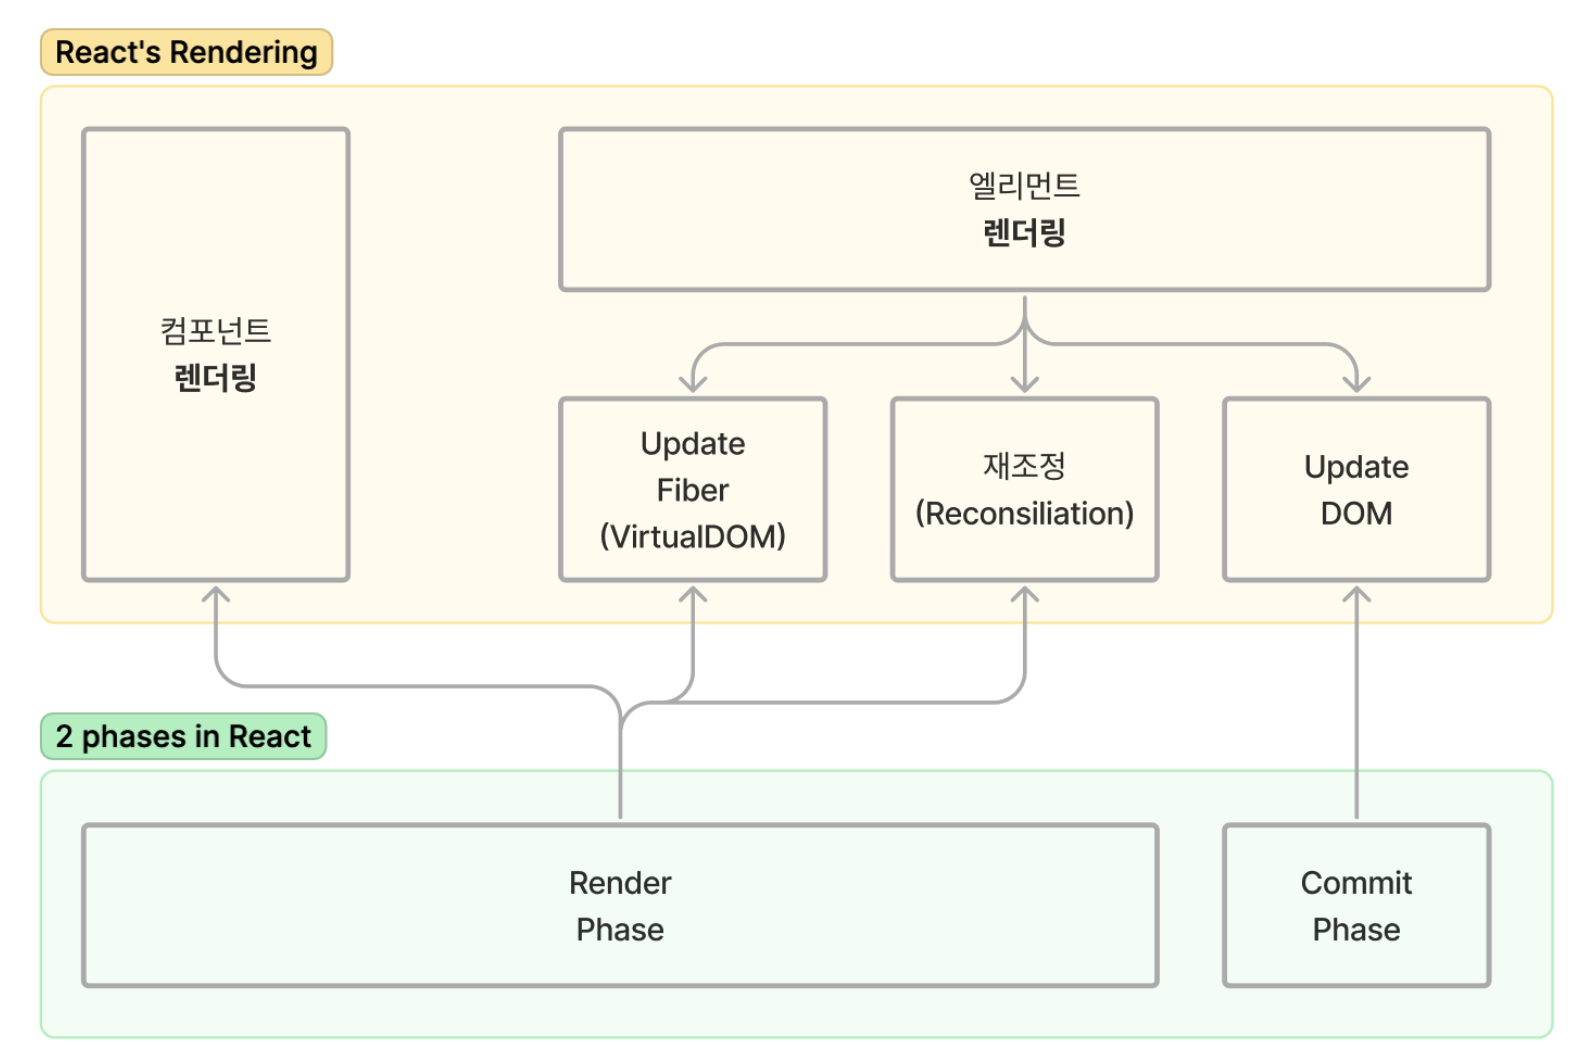 React's Rendering
컴포넌트
렌더링
엘리먼트
렌더링
Update
Fiber
(VirtualDOM)
재조정
(Reconsiliation)
Update
DOM
2 phases in React
Render
Phase
Commit
Phase